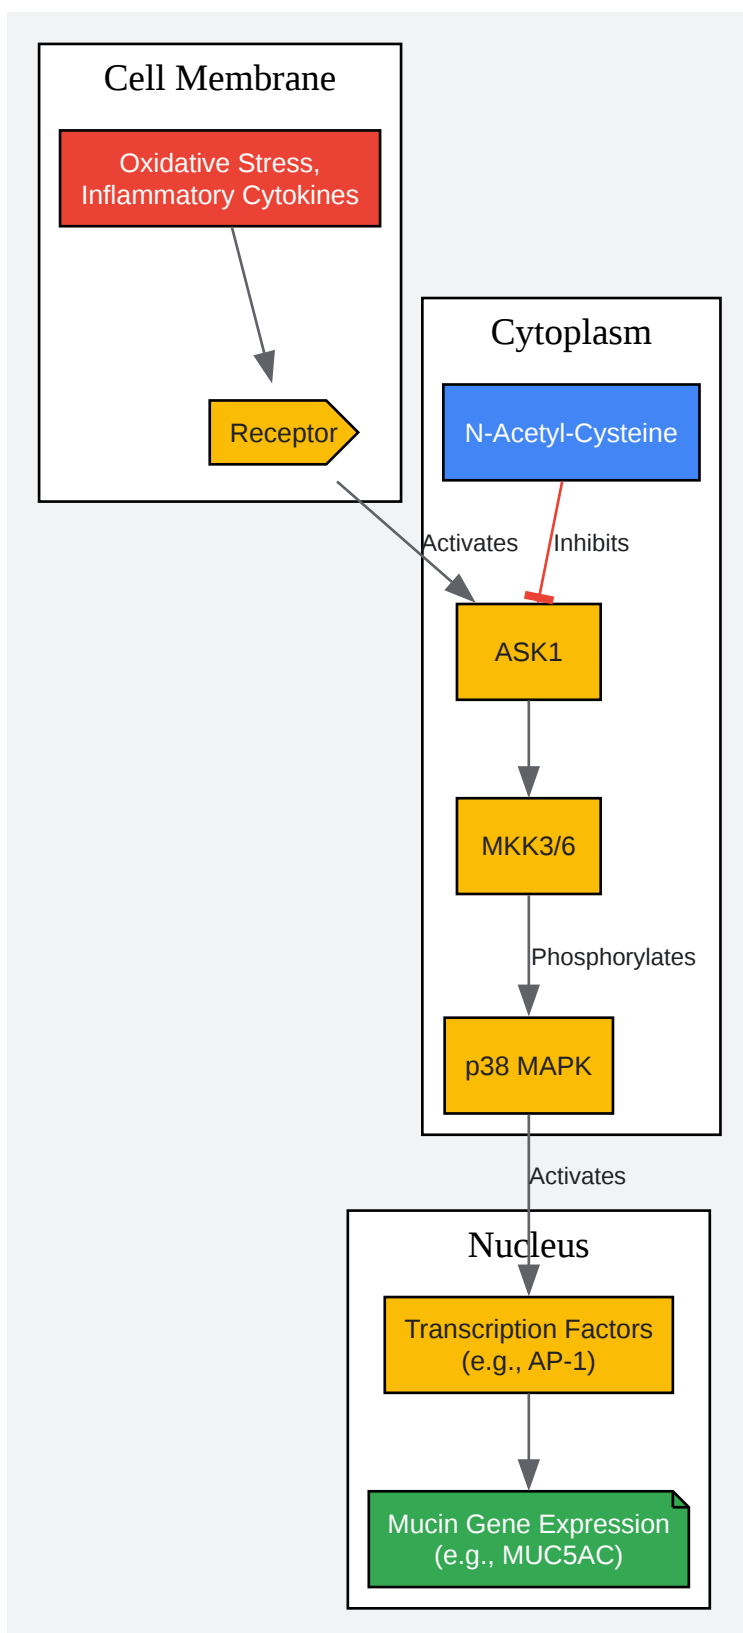 Cell Membrane
Oxidative Stress,
Inflammatory Cytokines
Receptor
Cytoplasm
N-Acetyl-Cysteine
Activates
Inhibits
ASK1
MKK3/6
Phosphorylates
p38 MAPK
Activates
Nucleus
Transcription Factors
(e.g., AP-1)
Mucin Gene Expression
(e.g., MUC5AC)